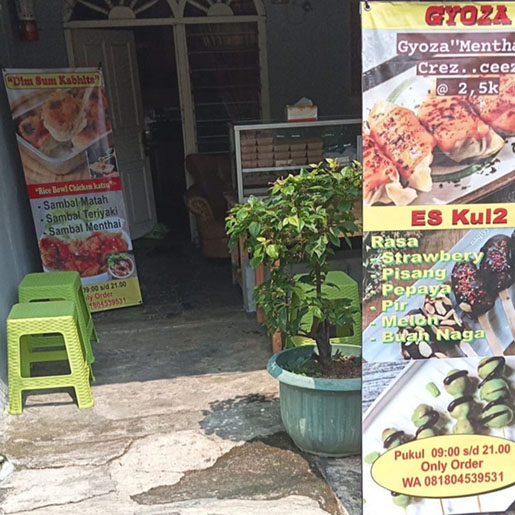 "Dim Sum Kabhita"
"Rice Bowl Chicken katsu"
- Sambal Matah
- Sambal Teriyaki
- Sambal Menthai
09:00 s/d 21.00
Only Order
081804539531
GYOZA
Gyoza"Mentha
Crez..ceez
@ 2,5k
ES Kul2
Rasa
- Strawbery
- Pisang
- Pepaya
- Pir
- Melon
- Buah Naga
Pukul 09:00 s/d 21.00
Only Order
WA 081804539531